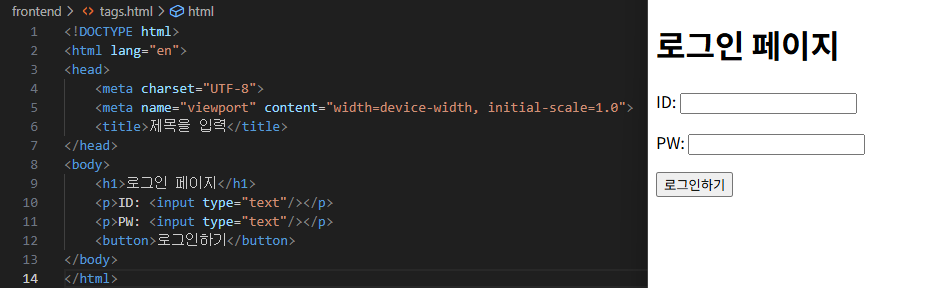 frontend > tags.html > html
1 <!DOCTYPE html>
2 <html lang="en">
3 <head>
4 <meta charset="UTF-8">
5 <meta name="viewport" content="width=device-width, initial-scale=1.0">
6 <title>제목을 입력</title>
7 </head>
8 <body>
9 <h1>로그인 페이지</h1>
10 <p>ID: <input type="text"/></p>
11 <p>PW: <input type="text"/></p>
12 <button>로그인하기</button>
13 </body>
14 </html>
로그인 페이지
ID:
PW:
로그인하기